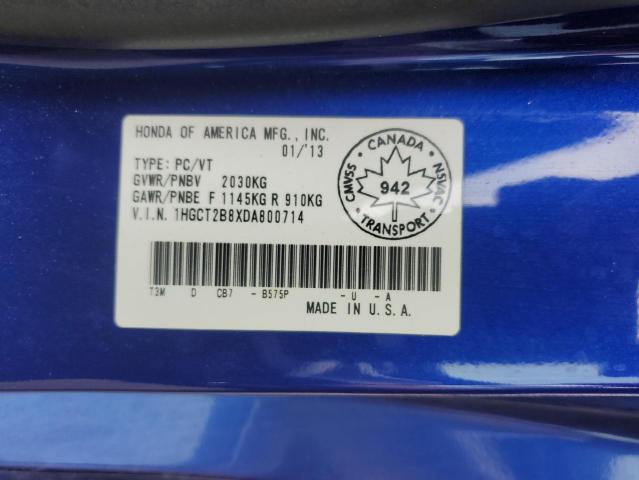 HONDA OF AMERICA MFG., INC.
01/'13
TYPE: PC/VT
GVWR/PNBV 2030KG
GAWR/PNBE F 1145KG R 910KG
V.I.N. 1HGCT2B8XDA800714
CANADA
CMVSS
942
NSVAC
TRANSPORT
T3M D CB7 - B575P - U - A
MADE IN U.S.A.